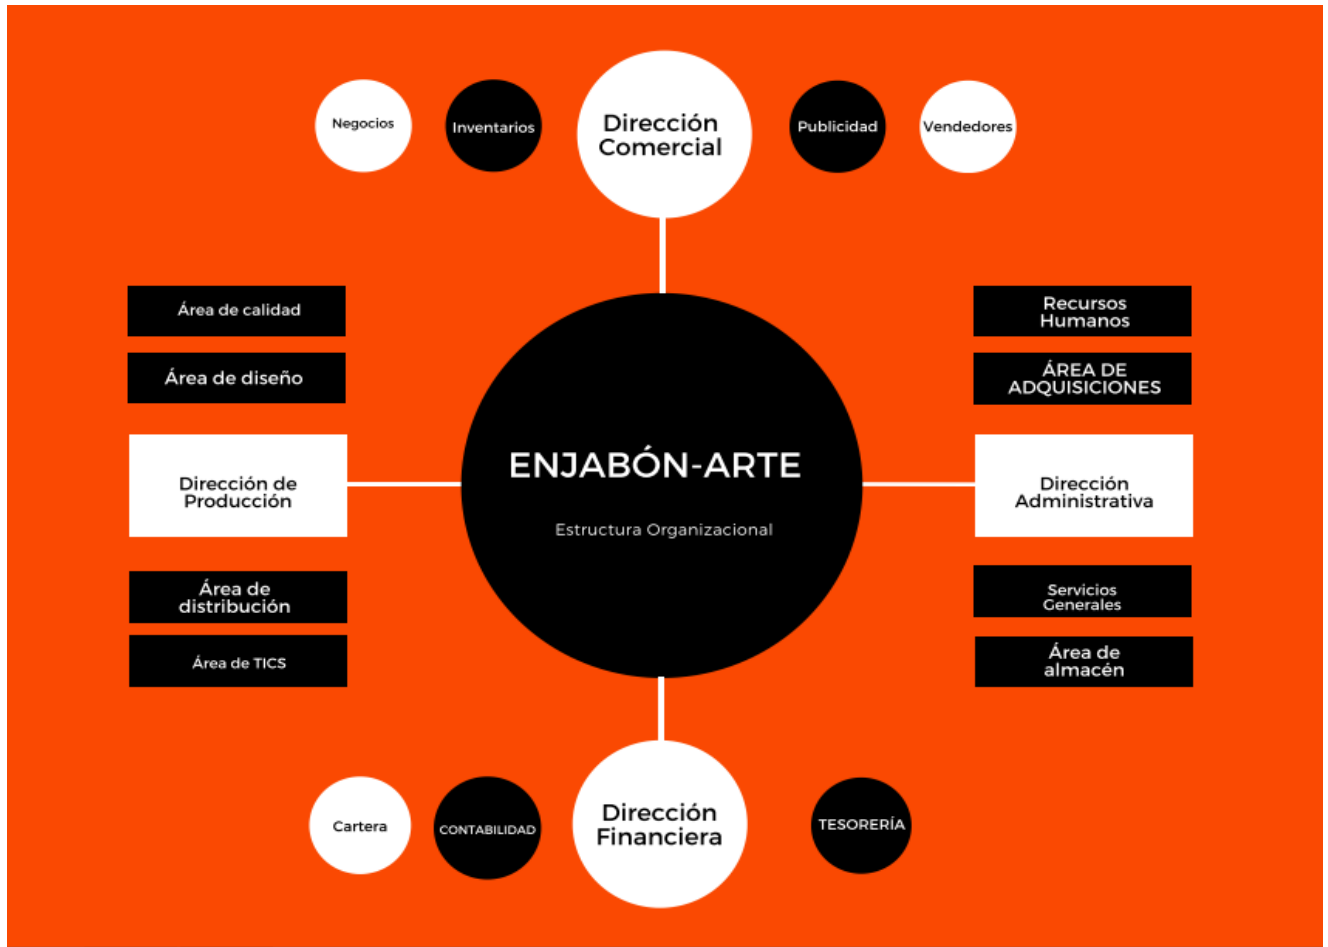 Negocios
Inventarios
Dirección
Comercial
Publicidad
Vendedores
Área de calidad
Área de diseño
Dirección de
Producción
Área de
distribución
Área de TICS
ENJABÓN-ARTE
Estructura Organizacional
Recursos
Humanos
ÁREA DE
ADQUISICIONES
Dirección
Administrativa
Servicios
Generales
Área de
almacén
Cartera
CONTABILIDAD
Dirección
Financiera
TESORERÍA